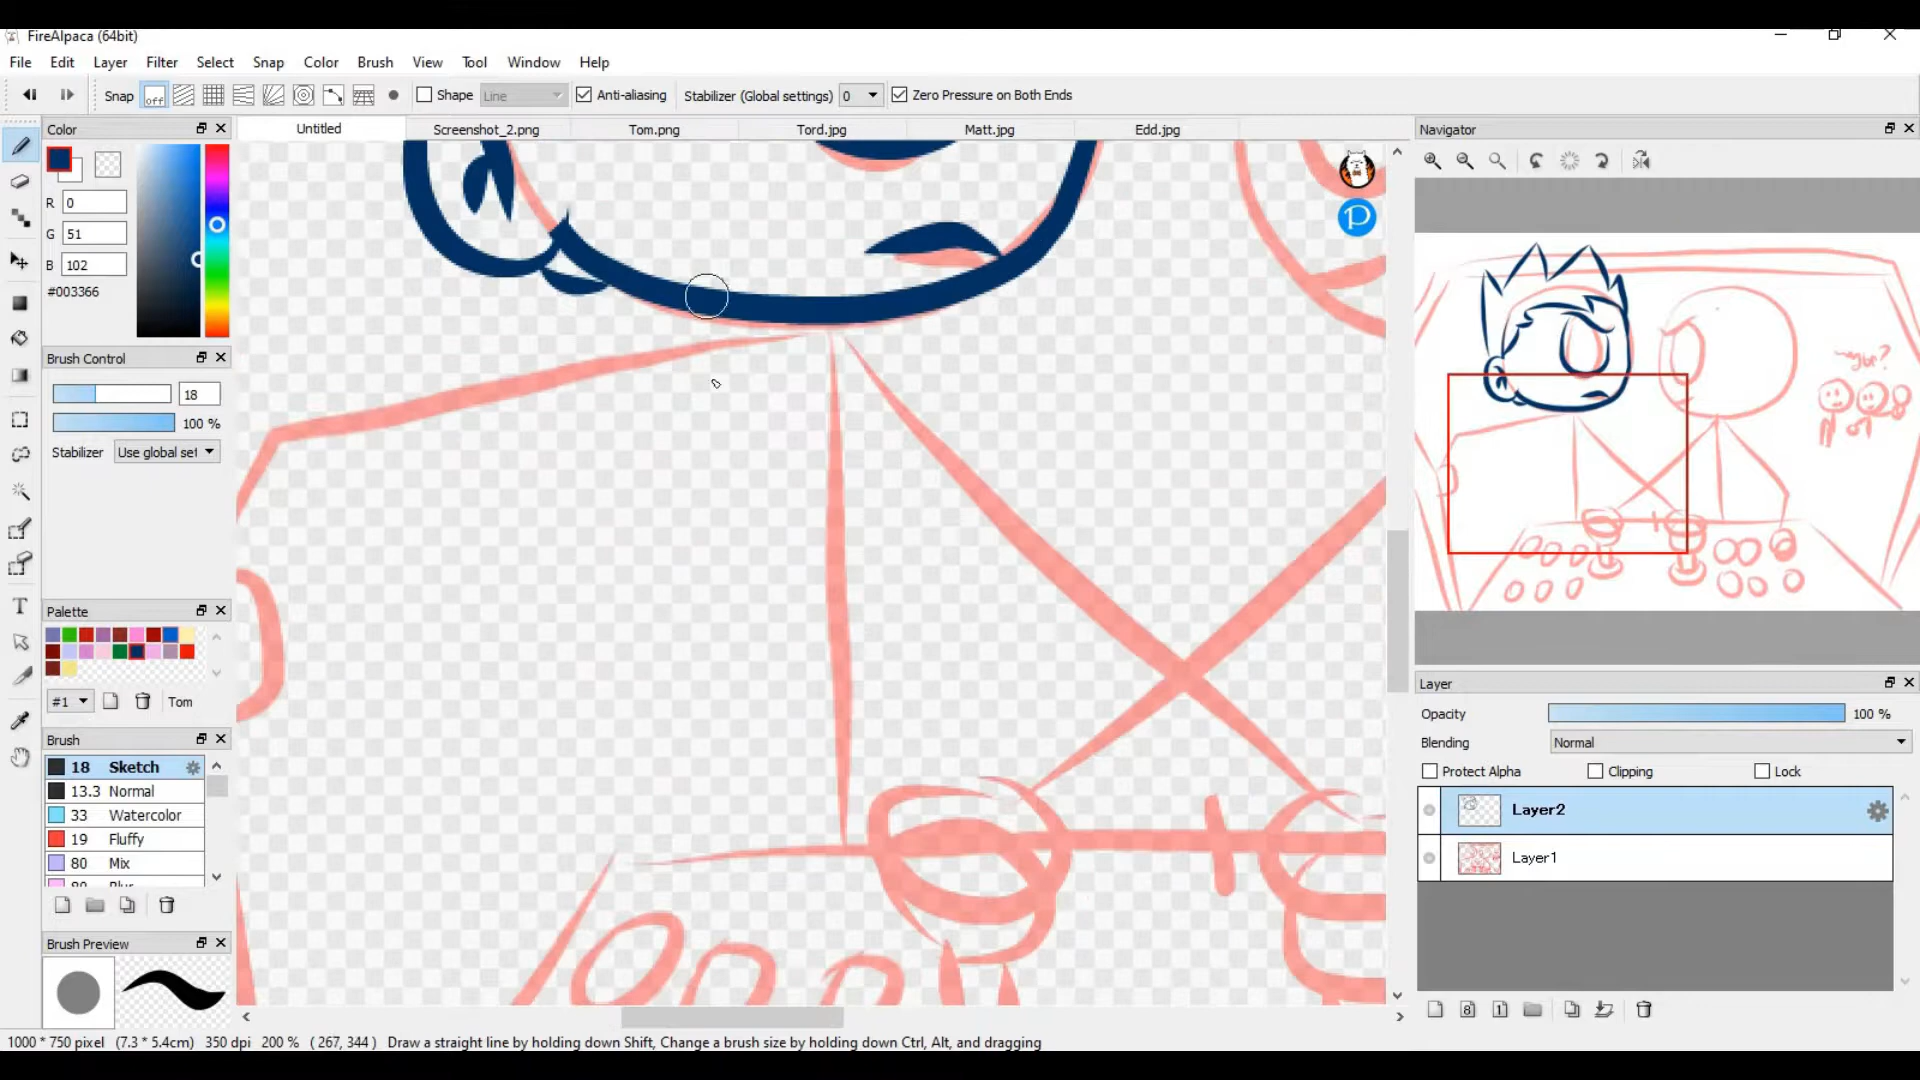 FireAlpaca (64bit)
File Edit Layer Filter Select Snap Color Brush View Tool Window Help
Snap off Shape Line Anti-aliasing Stabilizer (Global settings) 0 Zero Pressure on Both Ends
Color
Untitled Screenshot_2.png Tom.png Tord.jpg Matt.jpg Edd.jpg
Navigator
R 0
G 51
B 102
#003366
P
Brush Control
18
100 %
Stabilizer Use global set
Palette
#1 Tom
Brush
18 Sketch
13.3 Normal
33 Watercolor
19 Fluffy
80 Mix
Brush Preview
Layer
Opacity 100 %
Blending Normal
Protect Alpha Clipping Lock
Layer2
Layer1
8 1
1000 * 750 pixel (7.3 * 5.4cm) 350 dpi 200 % ( 267, 344 ) Draw a straight line by holding down Shift, Change a brush size by holding down Ctrl, Alt, and dragging